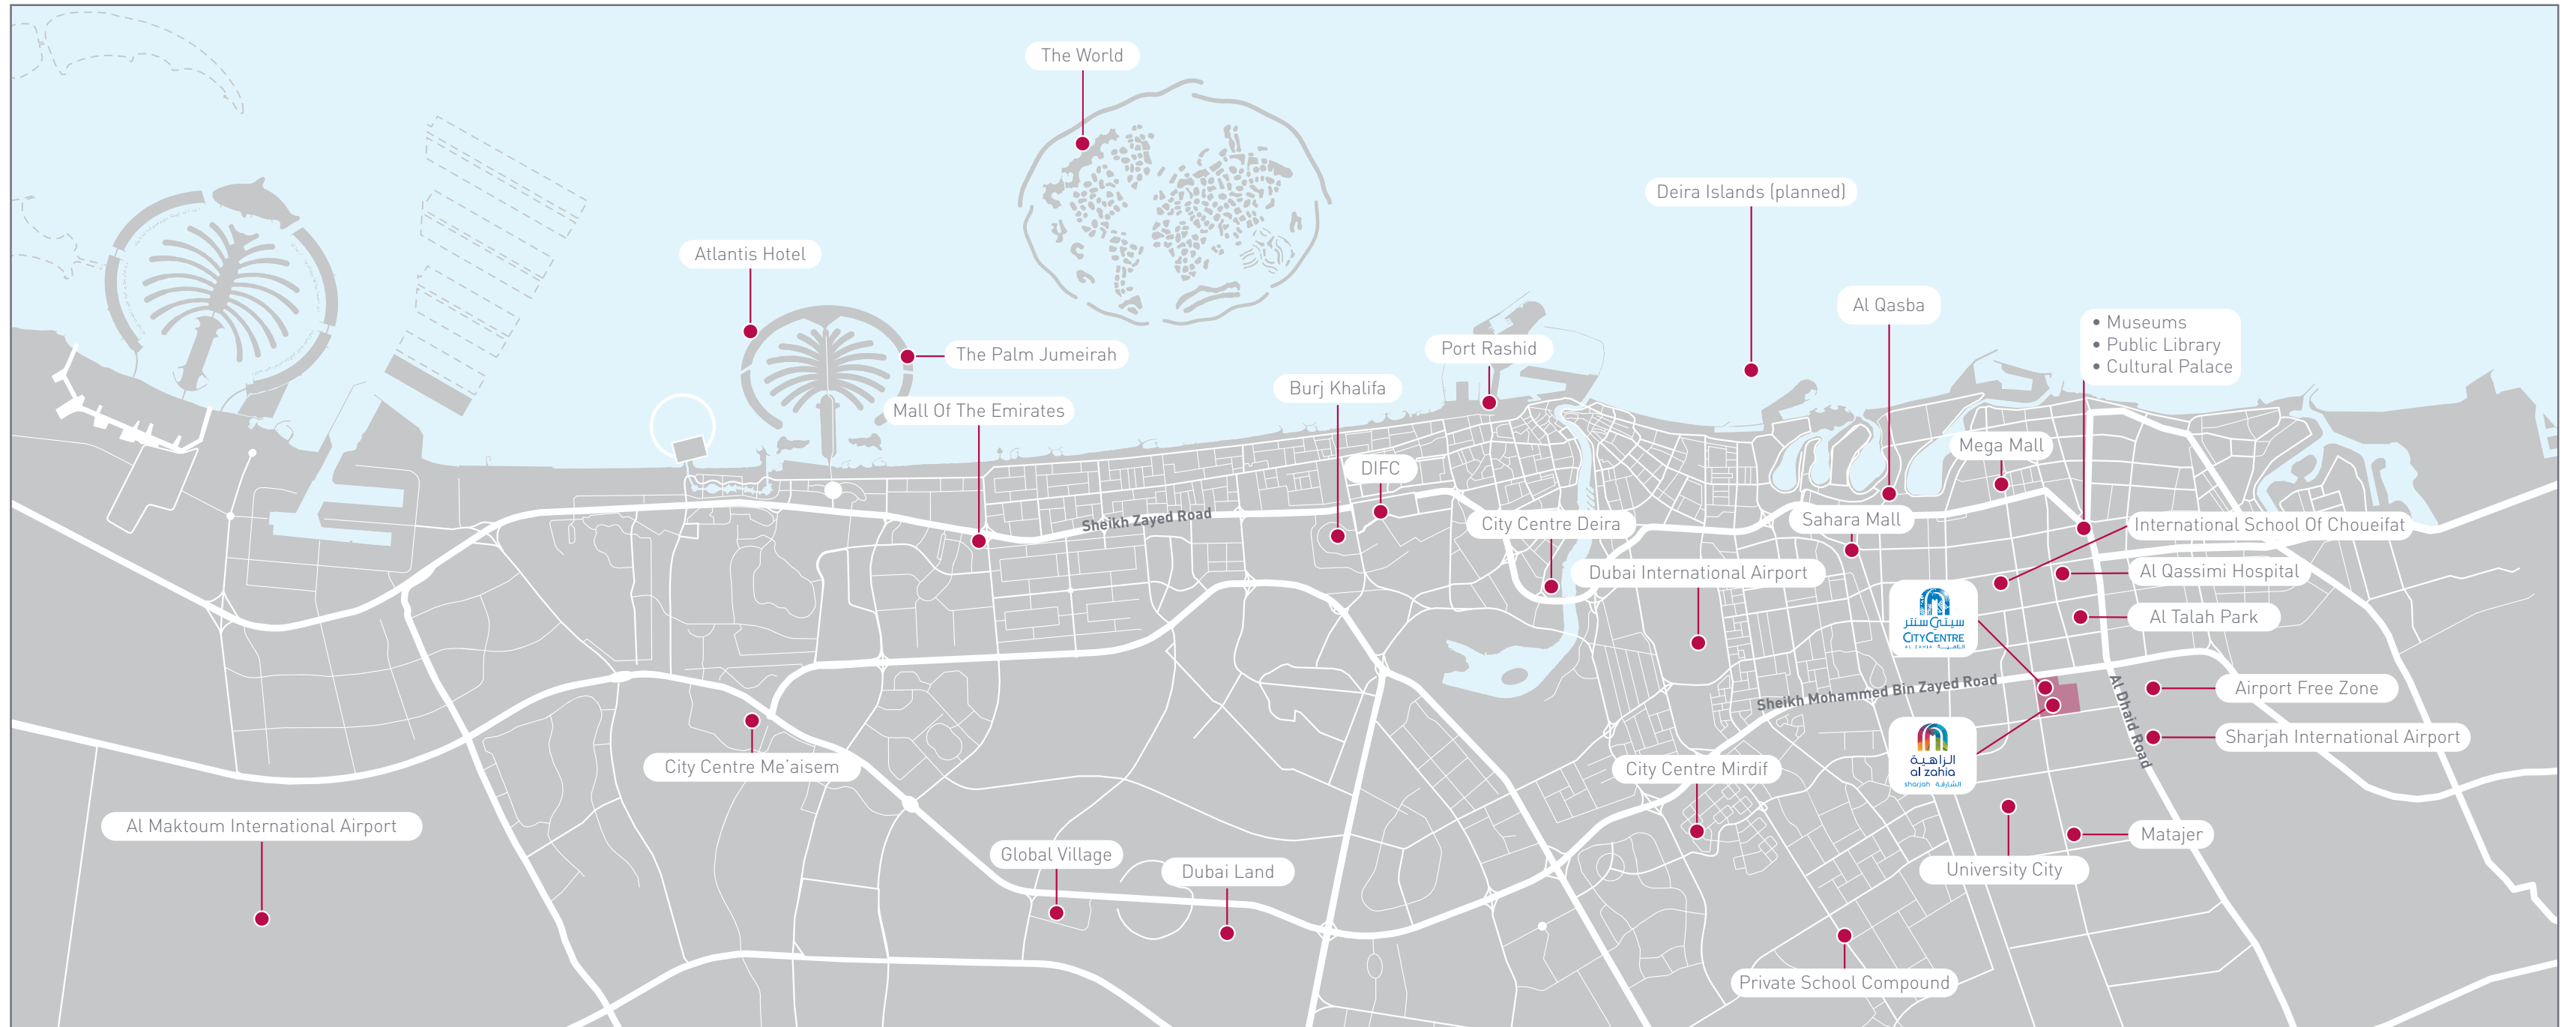 The World
Deira Islands (planned)
Atlantis Hotel
Al Qasba
• Museums
• Public Library
• Cultural Palace
The Palm Jumeirah
Port Rashid
Burj Khalifa
Mall Of The Emirates
Mega Mall
DIFC
Sheikh Zayed Road
City Centre Deira
Sahara Mall
International School Of Choueifat
Dubai International Airport
Al Qassimi Hospital
سيتي سنتر
CITY CENTRE
AL ZAHIA الزاهية
Al Talah Park
Sheikh Mohammed Bin Zayed Road
Al Dhaid Road
Airport Free Zone
Sharjah International Airport
الزاهية
al zahia
sharjah الشارقة
City Centre Me'aisem
City Centre Mirdif
Al Maktoum International Airport
Matajer
Global Village
Dubai Land
University City
Private School Compound